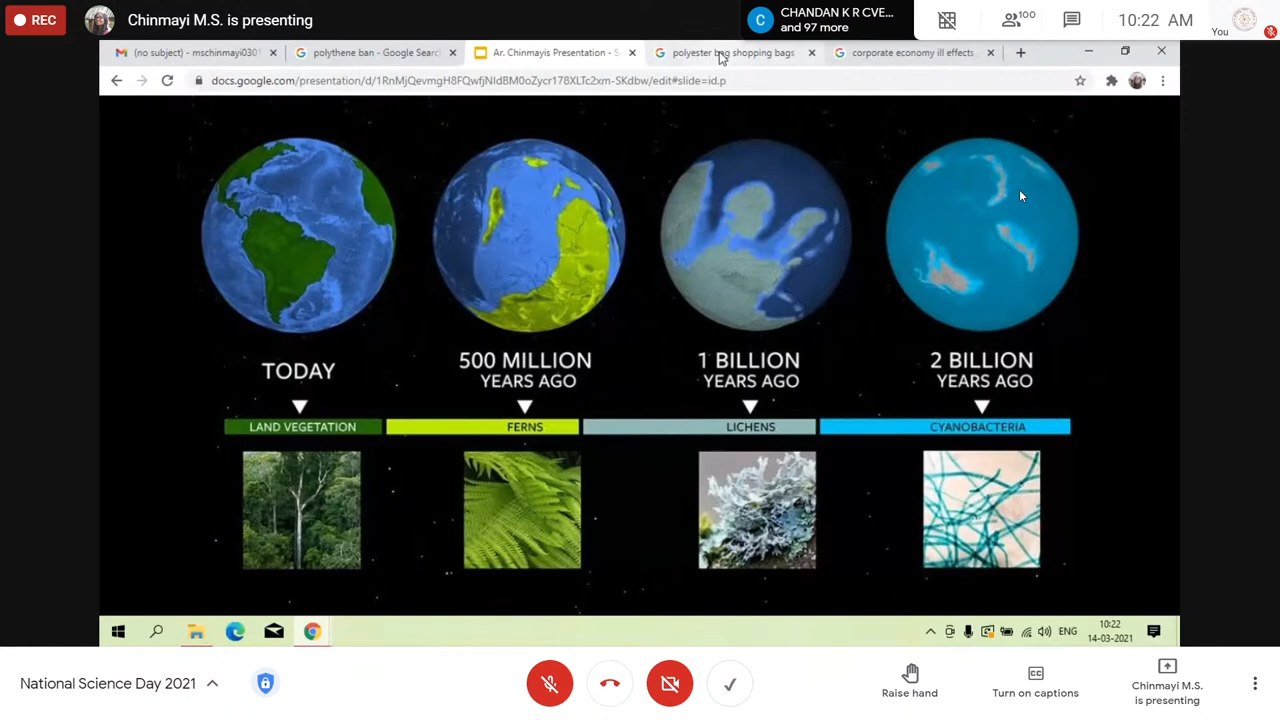 REC
Chinmayi M.S. is presenting
C
CHANDAN K R CVE...
and 97 more
100
10:22 AM
You
(no subject) - mschinmayi030
polythene ban - Google Searc
Ar. Chinmayis Presentation - S
polyester bag shopping bags
corporate economy ill effects
docs.google.com/presentation/d/1RnMjQevmgH8FQwfjNIdBM0oZycr178XLTc2xm-SKdbw/edit#slide=id.p
TODAY
500 MILLION
YEARS AGO
1 BILLION
YEARS AGO
2 BILLION
YEARS AGO
LAND VEGETATION
FERNS
LICHENS
CYANOBACTERIA
ENG
10:22
14-03-2021
National Science Day 2021
Raise hand
Turn on captions
Chinmayi M.S.
is presenting